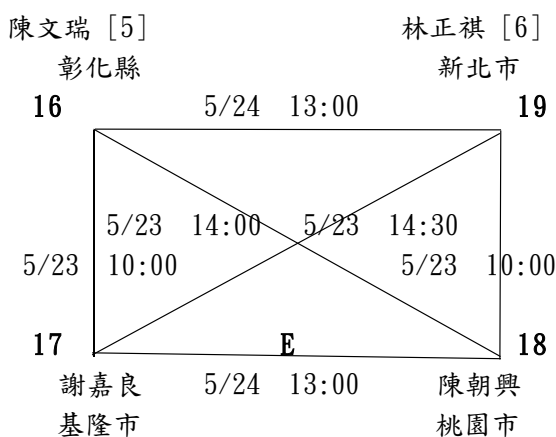 陳文瑞 [5] 林正祺 [6]
彰化縣 新北市
16 5/24 13:00 19
5/23 14:00 5/23 14:30
5/23 10:00 5/23 10:00
17 E 18
謝嘉良 5/24 13:00 陳朝興
基隆市 桃園市